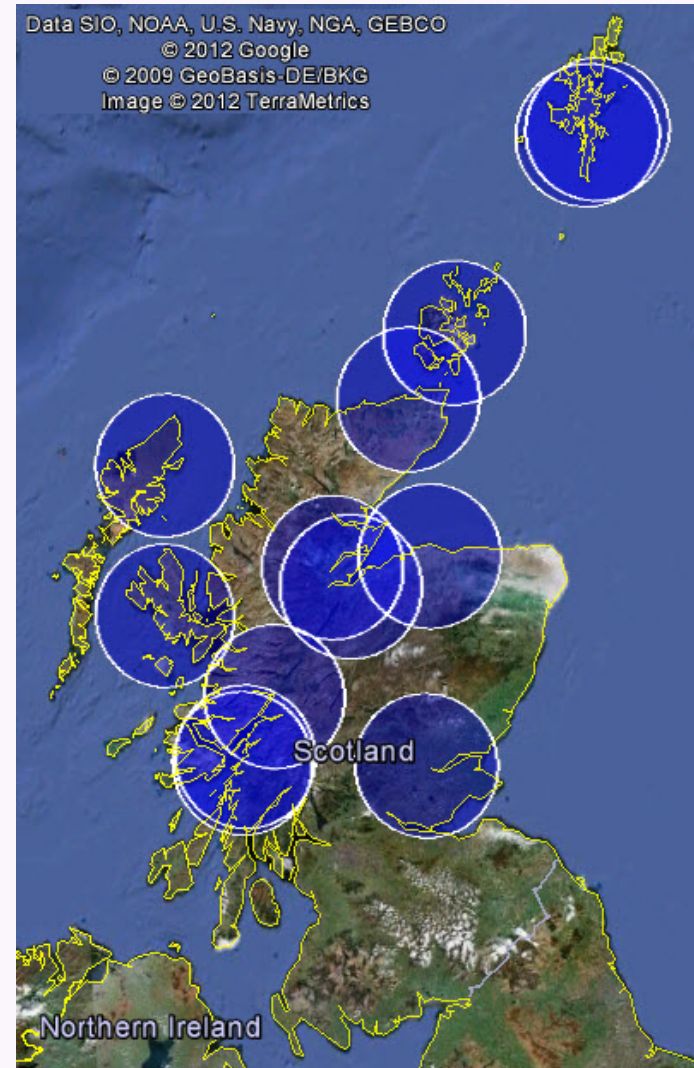 Data SIO, NOAA, U.S. Navy, NGA, GEBCO
© 2012 Google
© 2009 GeoBasis-DE/BKG
Image © 2012 TerraMetrics
Scotland
Northern Ireland